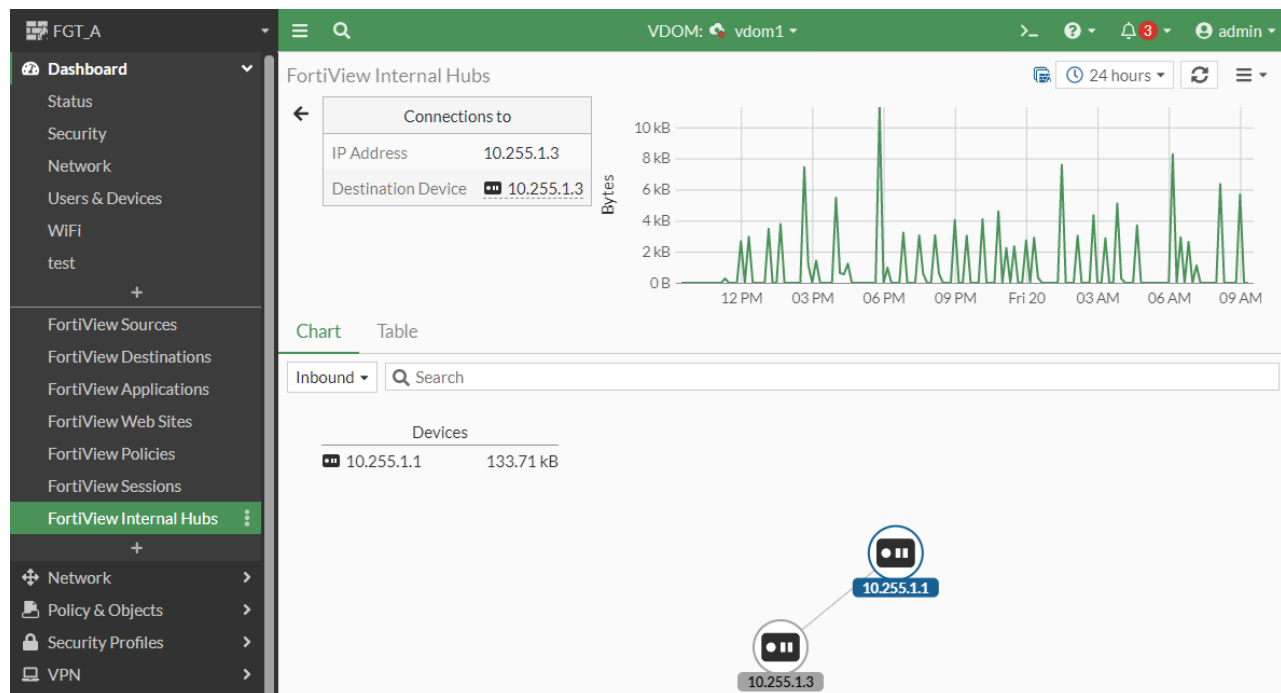 FGT_A
VDOM: vdom1
>_
3
admin
Dashboard
Status
Security
Network
Users & Devices
WiFi
test
+
FortiView Sources
FortiView Destinations
FortiView Applications
FortiView Web Sites
FortiView Policies
FortiView Sessions
FortiView Internal Hubs
+
Network
Policy & Objects
Security Profiles
VPN
FortiView Internal Hubs
24 hours
Connections to
IP Address 10.255.1.3
Destination Device 10.255.1.3
Bytes
10 kB
8 kB
6 kB
4 kB
2 kB
0 B
12 PM 03 PM 06 PM 09 PM Fri 20 03 AM 06 AM 09 AM
Chart Table
Inbound Search
Devices
10.255.1.1 133.71 kB
10.255.1.1
10.255.1.3